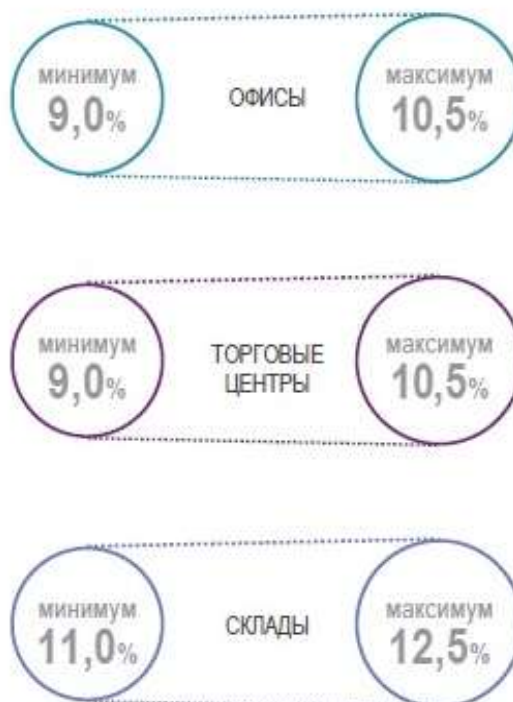 минимум
9,0%
ОФИСЫ
максимум
10,5%
минимум
9,0%
ТОРГОВЫЕ
ЦЕНТРЫ
максимум
10,5%
минимум
11,0%
СКЛАДЫ
максимум
12,5%